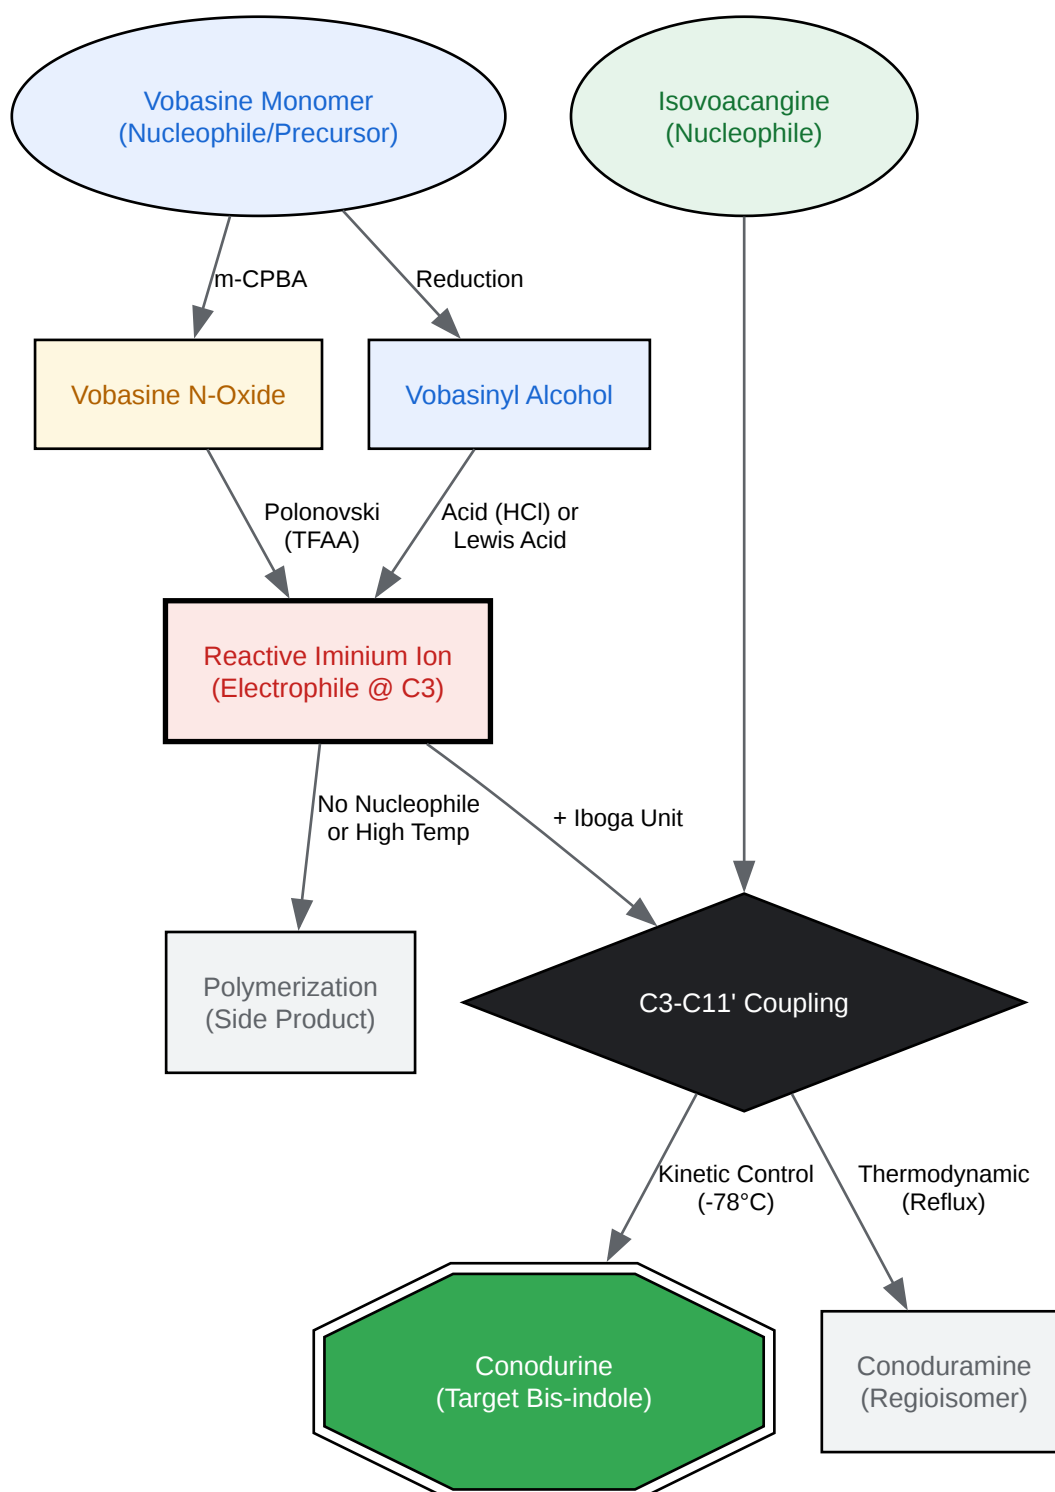 Vobasine Monomer
(Nucleophile/Precursor)
Isovoacangine
(Nucleophile)
m-CPBA
Reduction
Vobasine N-Oxide
Vobasinyl Alcohol
Polonovski
(TFAA)
Acid (HCl) or
Lewis Acid
Reactive Iminium Ion
(Electrophile @ C3)
No Nucleophile
or High Temp
+ Iboga Unit
Polymerization
(Side Product)
C3-C11' Coupling
Kinetic Control
(-78°C)
Thermodynamic
(Reflux)
Conodurine
(Target Bis-indole)
Conoduramine
(Regioisomer)